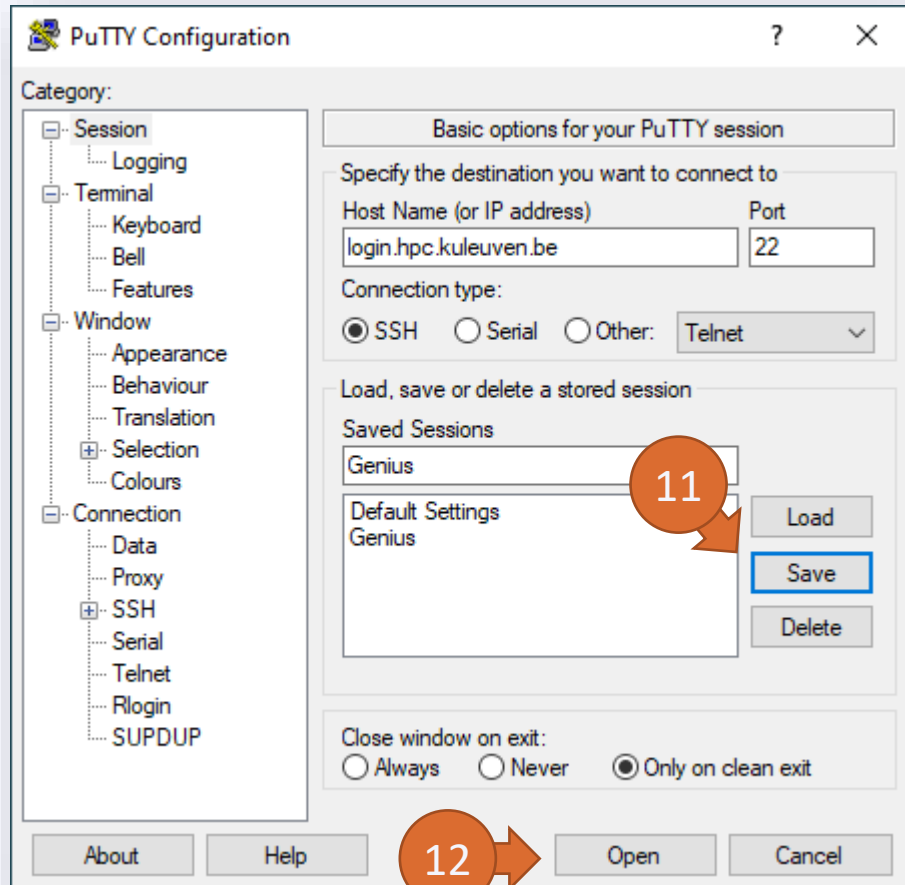 PuTTY Configuration
?
Category:
Session
Logging
Terminal
Keyboard
Bell
Features
Window
Appearance
Behaviour
Translation
Selection
Colours
Connection
Data
Proxy
SSH
Serial
Telnet
Rlogin
SUPDUP
Basic options for your PuTTY session
Specify the destination you want to connect to
Host Name (or IP address) Port
login.hpc.kuleuven.be 22
Connection type:
SSH Serial Other: Telnet
Load, save or delete a stored session
Saved Sessions
Genius
11
Default Settings
Genius
Load
Save
Delete
Close window on exit:
Always Never Only on clean exit
About Help 12 Open Cancel